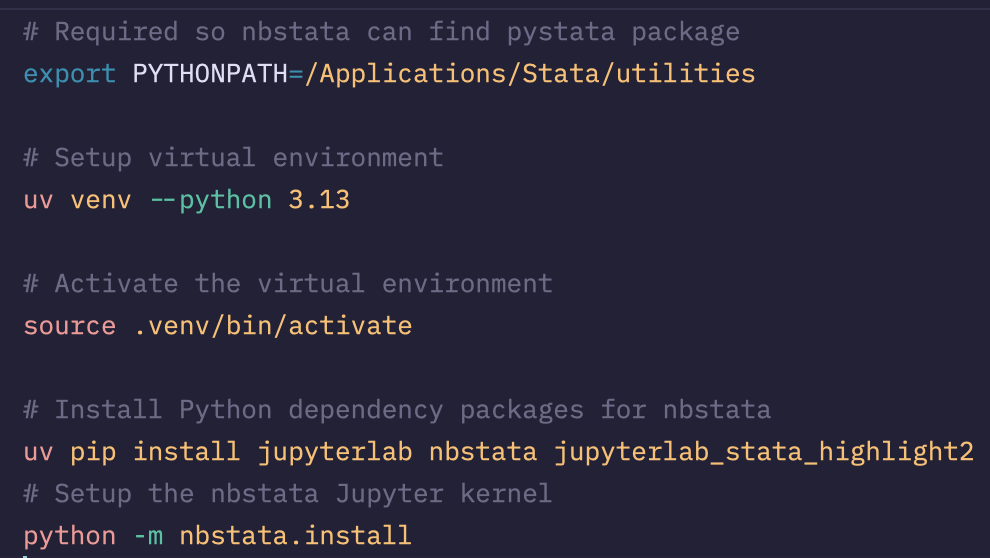 # Required so nbstata can find pystata package
export PYTHONPATH=/Applications/Stata/utilities
# Setup virtual environment
uv venv --python 3.13
# Activate the virtual environment
source .venv/bin/activate
# Install Python dependency packages for nbstata
uv pip install jupyterlab nbstata jupyterlab_stata_highlight2
# Setup the nbstata Jupyter kernel
python -m nbstata.install